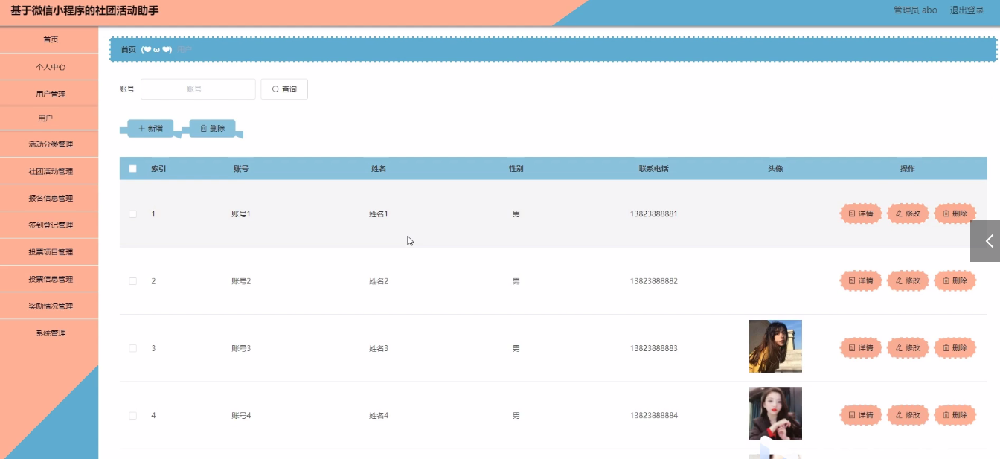 基于微信小程序的社团活动助手
管理员 abo 退出登录
首页
个人中心
用户管理
用户
活动分类管理
社团活动管理
报名信息管理
签到登记管理
投票项目管理
投票信息管理
奖励情况管理
系统管理
首页 (♥ω♥) 用户
账号 账号 查询
新增 删除
索引 账号 姓名 性别 联系电话 头像 操作
1 账号1 姓名1 男 13823888881 详情 修改 删除
2 账号2 姓名2 男 13823888882 详情 修改 删除
3 账号3 姓名3 男 13823888883 详情 修改 删除
4 账号4 姓名4 男 13823888884 详情 修改 删除